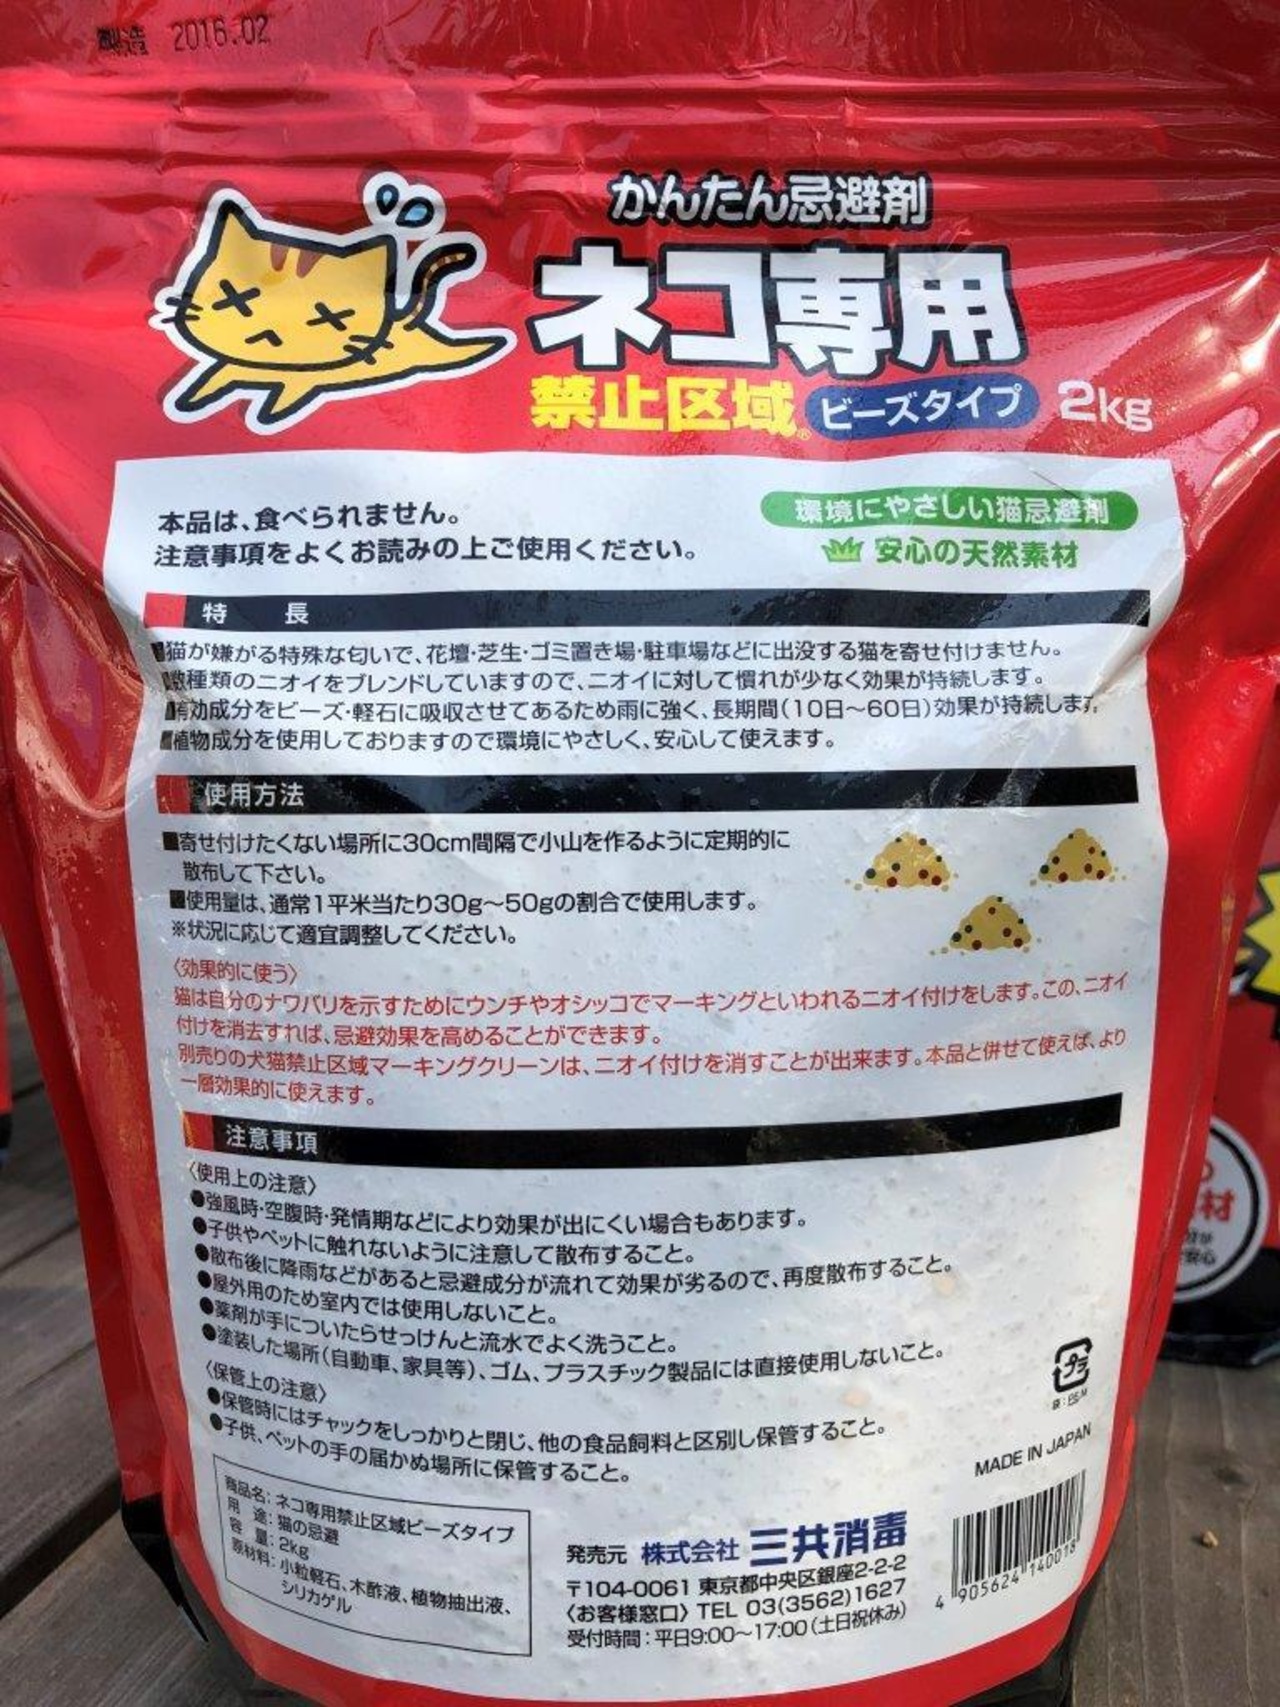 製造 2016.02
かんたん忌避剤
ネコ専用
禁止区域® ビーズタイプ 2kg
本品は、食べられません。
注意事項をよくお読みの上ご使用ください。
環境にやさしい猫忌避剤
安心の天然素材
特 長
■猫が嫌がる特殊な匂いで、花壇・芝生・ゴミ置き場・駐車場などに出没する猫を寄せ付けません。
■数種類のニオイをブレンドしていますので、ニオイに対して慣れが少なく効果が持続します。
■有効成分をビーズ・軽石に吸収させてあるため雨に強く、長期間(10日〜60日)効果が持続します。
■植物成分を使用しておりますので環境にやさしく、安心して使えます。
使用方法
■寄せ付けたくない場所に30cm間隔で小山を作るように定期的に
散布して下さい。
■使用量は、通常1平米当たり30g〜50gの割合で使用します。
※状況に応じて適宜調整してください。
〈効果的に使う〉
猫は自分のナワバリを示すためにウンチやオシッコでマーキングといわれるニオイ付けをします。この、ニオイ
付けを消去すれば、忌避効果を高めることができます。
別売りの犬猫禁止区域マーキングクリーンは、ニオイ付けを消すことが出来ます。本品と併せて使えば、より
一層効果的に使えます。
注意事項
〈使用上の注意〉
●強風時・空腹時・発情期などにより効果が出にくい場合もあります。
●子供やペットに触れないように注意して散布すること。
●散布後に降雨などがあると忌避成分が流れて効果が劣るので、再度散布すること。
●屋外用のため室内では使用しないこと。
●薬剤が手についたらせっけんと流水でよく洗うこと。
●塗装した場所(自動車、家具等)、ゴム、プラスチック製品には直接使用しないこと。
〈保管上の注意〉
●保管時にはチャックをしっかりと閉じ、他の食品飼料と区別し保管すること。
●子供、ペットの手の届かぬ場所に保管すること。
プラ
袋:PE,M
MADE IN JAPAN
商品名:ネコ専用禁止区域ビーズタイプ
用 途:猫の忌避
容 量:2kg
原材料:小粒軽石、木酢液、植物抽出液、
シリカゲル
発売元 株式会社 三共消毒
〒104-0061 東京都中央区銀座2-2-2
〈お客様窓口〉TEL 03(3562)1627
受付時間:平日9:00〜17:00(土日祝休み)
4 905624 140018
材
安心